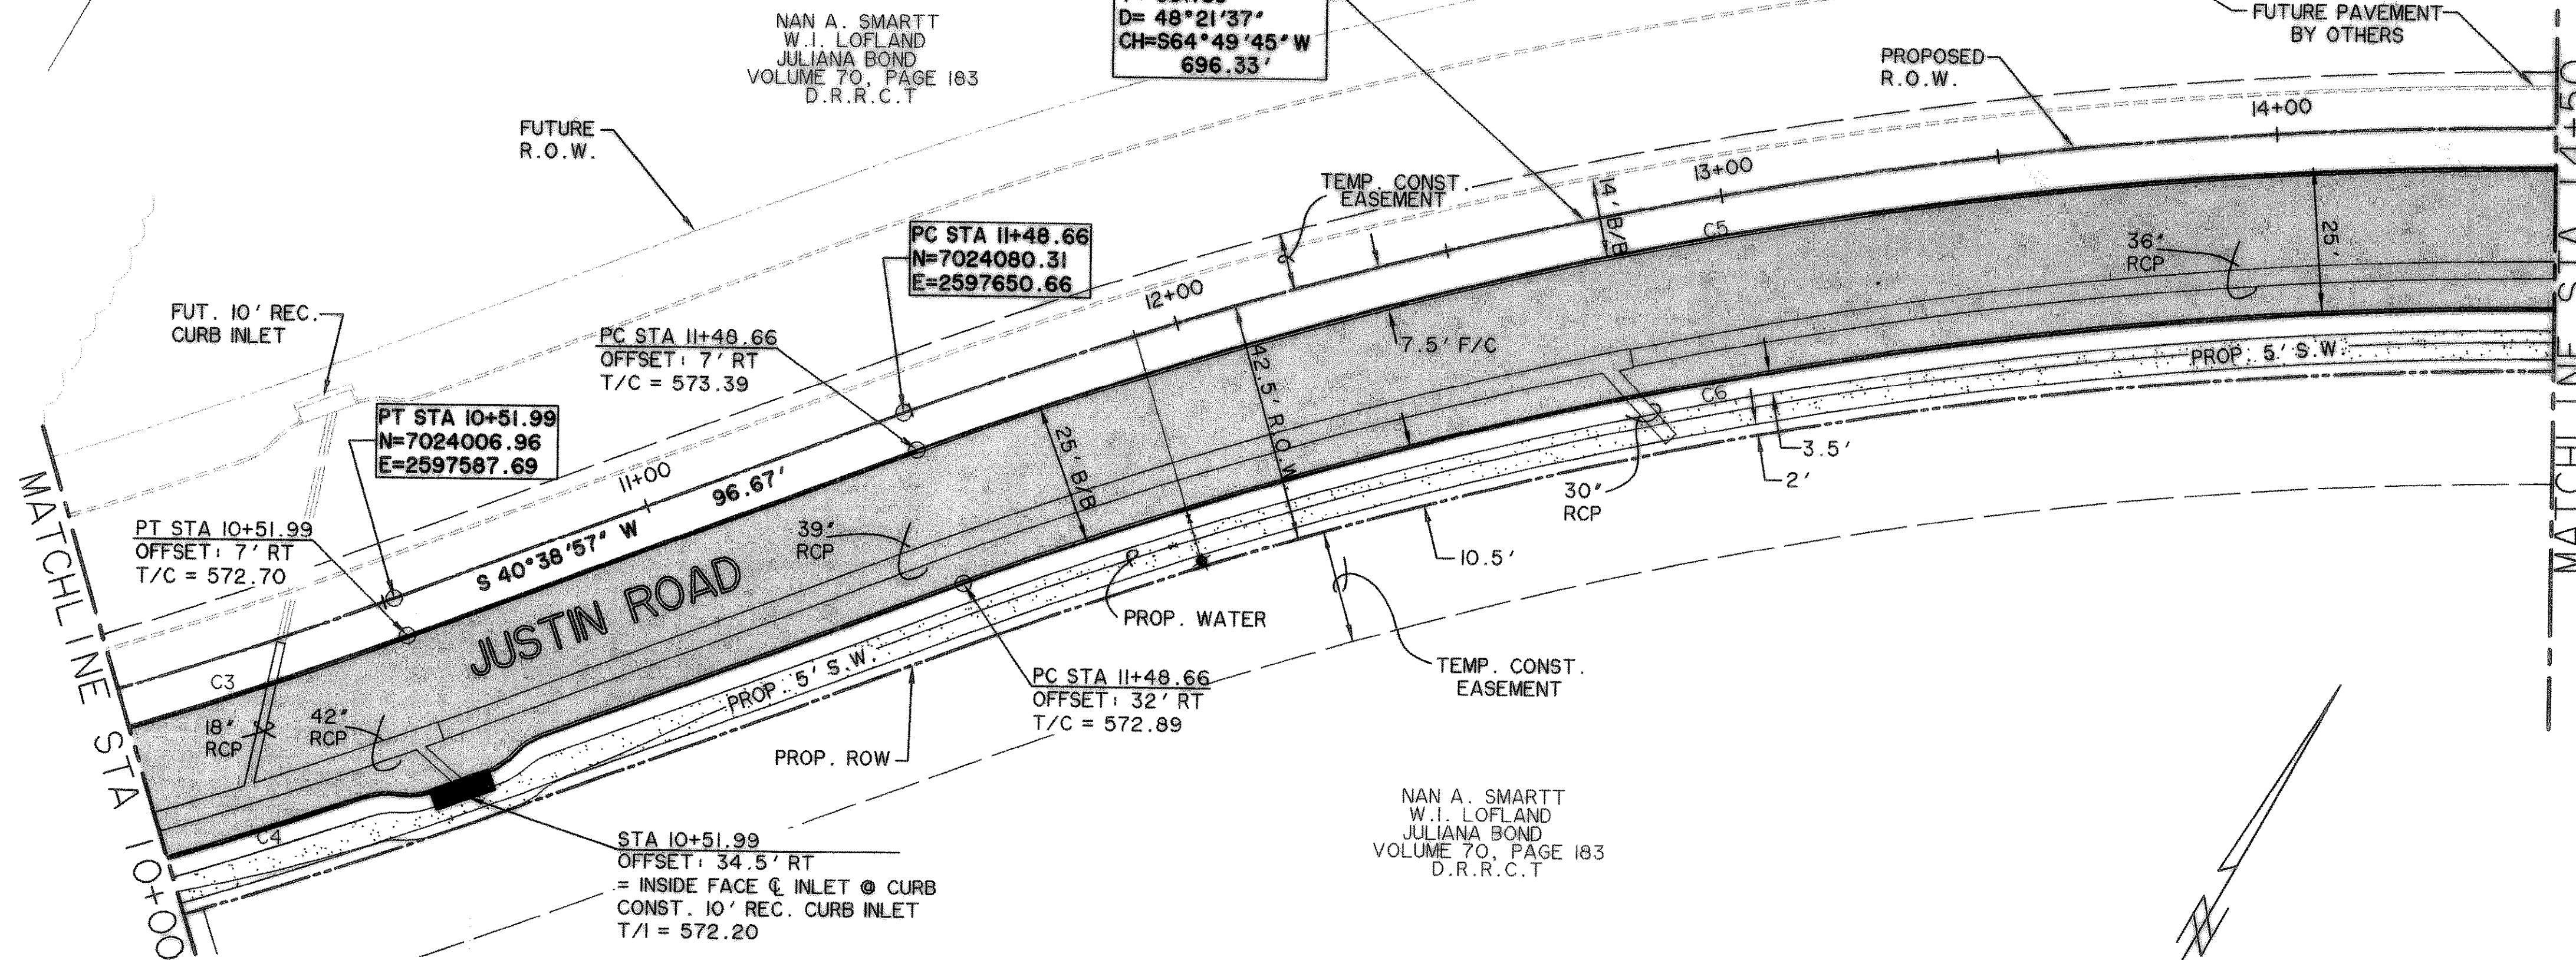 NAN A. SMARTT
W.I. LOFLAND
JULIANA BOND
VOLUME 70, PAGE 183
D.R.R.C.T
D= 48°21'37"
CH=S64°49'45"W
696.33'
FUTURE PAVEMENT
BY OTHERS
PROPOSED
R.O.W.
14+00
FUTURE
R.O.W.
TEMP. CONST.
EASEMENT
14' B/B
13+00
C5
36"
RCP
25'
PC STA 11+48.66
N=7024080.31
E=2597650.66
12+00
FUT. 10' REC.
CURB INLET
PC STA 11+48.66
OFFSET: 7' RT
T/C = 573.39
42.5' R.O.W
7.5' F/C
PROP. 5' S.W.
C6
3.5'
2'
PT STA 10+51.99
N=7024006.96
E=2597587.69
11+00
96.67'
S 40°38'57" W
25' B/B
30"
RCP
39"
RCP
PT STA 10+51.99
OFFSET: 7' RT
T/C = 572.70
10.5'
JUSTIN ROAD
PROP. WATER
TEMP. CONST.
EASEMENT
PROP. 5' S.W.
PC STA 11+48.66
OFFSET: 32' RT
T/C = 572.89
C3
18"
RCP
42"
RCP
PROP. ROW
C4
STA 10+51.99
OFFSET: 34.5' RT
= INSIDE FACE ℄ INLET @ CURB
CONST. 10' REC. CURB INLET
T/I = 572.20
NAN A. SMARTT
W.I. LOFLAND
JULIANA BOND
VOLUME 70, PAGE 183
D.R.R.C.T
MATCHLINE STA 10+00
MATCHLINE STA 14+50